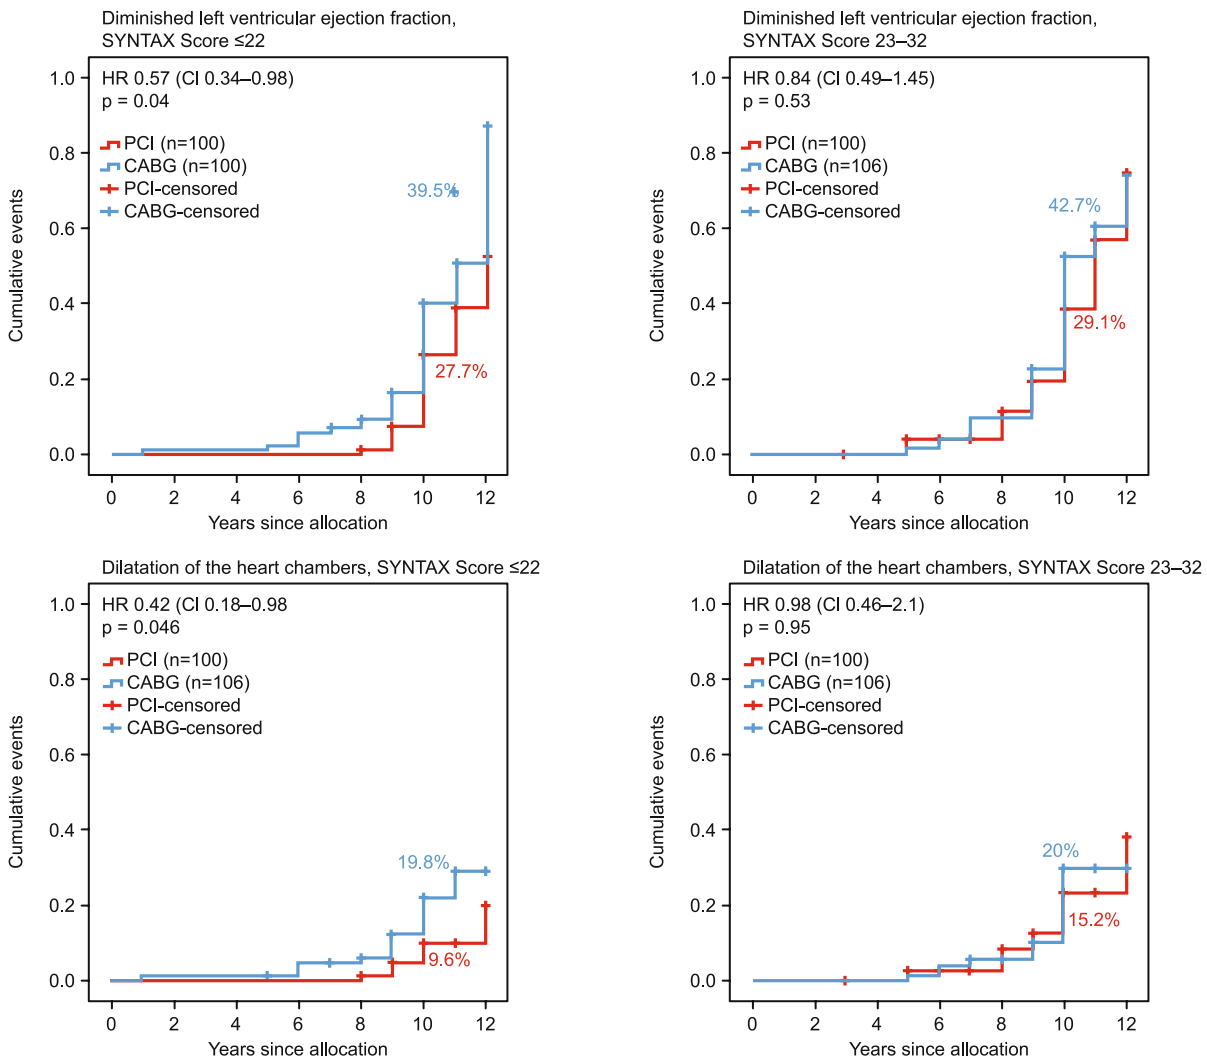 Diminished left ventricular ejection fraction,
SYNTAX Score ≤22
HR 0.57 (CI 0.34–0.98)
p = 0.04
PCI (n=100)
CABG (n=100)
PCI-censored
CABG-censored
39.5%
27.7%
Cumulative events
1.0
0.8
0.6
0.4
0.2
0.0
0 2 4 6 8 10 12
Years since allocation
Diminished left ventricular ejection fraction,
SYNTAX Score 23–32
HR 0.84 (CI 0.49–1.45)
p = 0.53
PCI (n=100)
CABG (n=106)
PCI-censored
CABG-censored
42.7%
29.1%
Cumulative events
1.0
0.8
0.6
0.4
0.2
0.0
0 2 4 6 8 10 12
Years since allocation
Dilatation of the heart chambers, SYNTAX Score ≤22
HR 0.42 (CI 0.18–0.98
p = 0.046
PCI (n=100)
CABG (n=106)
PCI-censored
CABG-censored
19.8%
9.6%
Cumulative events
1.0
0.8
0.6
0.4
0.2
0.0
0 2 4 6 8 10 12
Years since allocation
Dilatation of the heart chambers, SYNTAX Score 23–32
HR 0.98 (CI 0.46–2.1)
p = 0.95
PCI (n=100)
CABG (n=106)
PCI-censored
CABG-censored
20%
15.2%
Cumulative events
1.0
0.8
0.6
0.4
0.2
0.0
0 2 4 6 8 10 12
Years since allocation